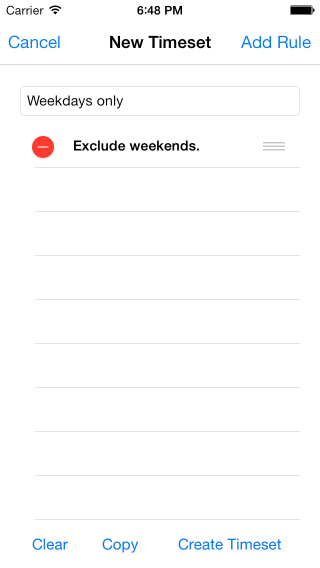 Carrier 6:48 PM
Cancel New Timeset Add Rule
Weekdays only
Exclude weekends.
Clear Copy Create Timeset